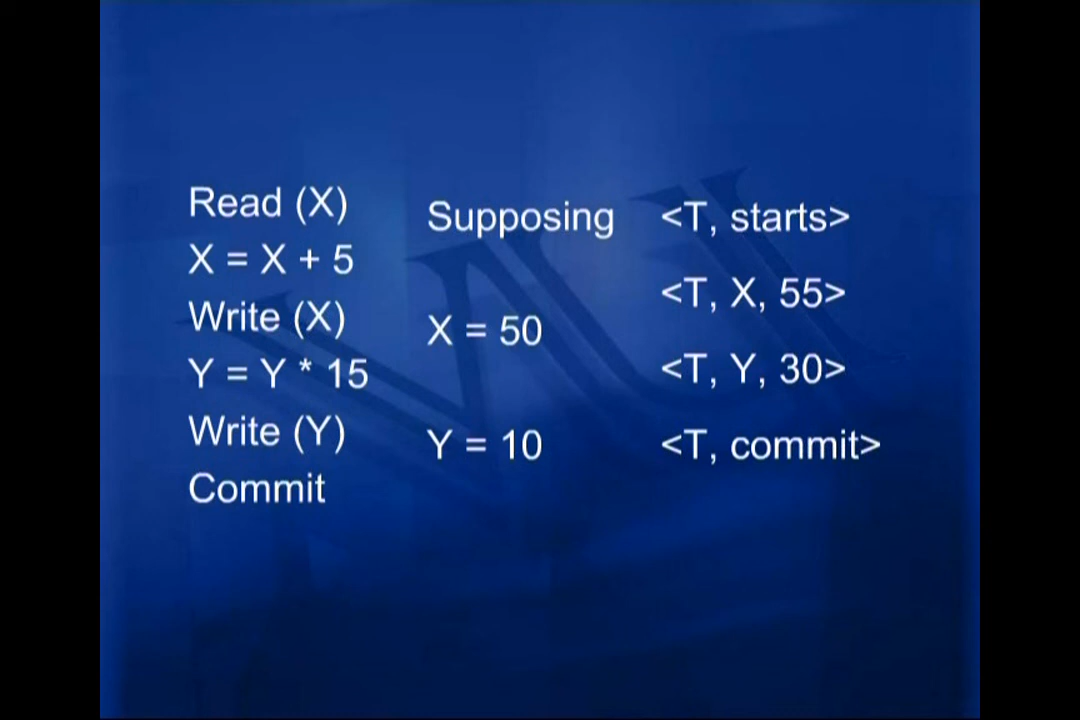 Read (X)
X = X + 5
Write (X)
Y = Y * 15
Write (Y)
Commit
Supposing
X = 50
Y = 10
<T, starts>
<T, X, 55>
<T, Y, 30>
<T, commit>